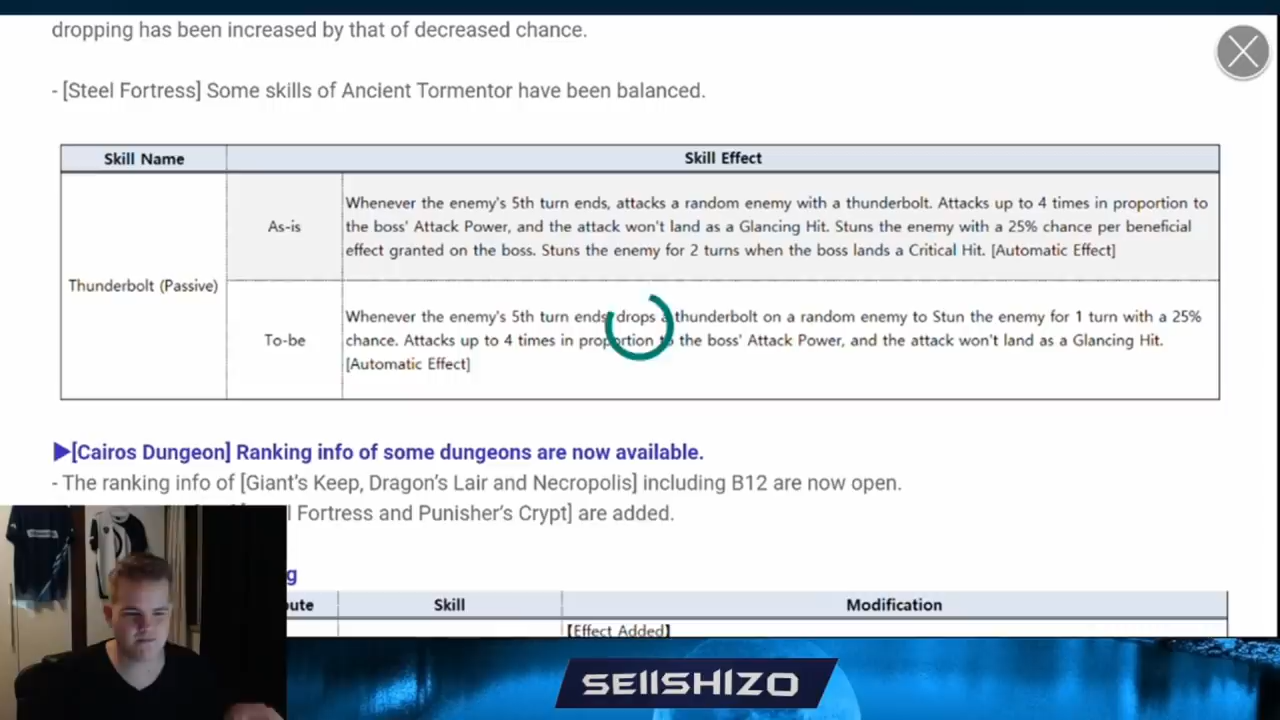 dropping has been increased by that of decreased chance.
- [Steel Fortress] Some skills of Ancient Tormentor have been balanced.
Skill Name
Skill Effect
As-is
Whenever the enemy's 5th turn ends, attacks a random enemy with a thunderbolt. Attacks up to 4 times in proportion to
the boss' Attack Power, and the attack won't land as a Glancing Hit. Stuns the enemy with a 25% chance per beneficial
effect granted on the boss. Stuns the enemy for 2 turns when the boss lands a Critical Hit. [Automatic Effect]
Thunderbolt (Passive)
To-be
Whenever the enemy's 5th turn ends, drops a thunderbolt on a random enemy to Stun the enemy for 1 turn with a 25%
chance. Attacks up to 4 times in proportion to the boss' Attack Power, and the attack won't land as a Glancing Hit.
[Automatic Effect]
▶[Cairos Dungeon] Ranking info of some dungeons are now available.
- The ranking info of [Giant's Keep, Dragon's Lair and Necropolis] including B12 are now open.
Fortress and Punisher's Crypt] are added.
Skill
Modification
【Effect Added】
SEIISHIZO